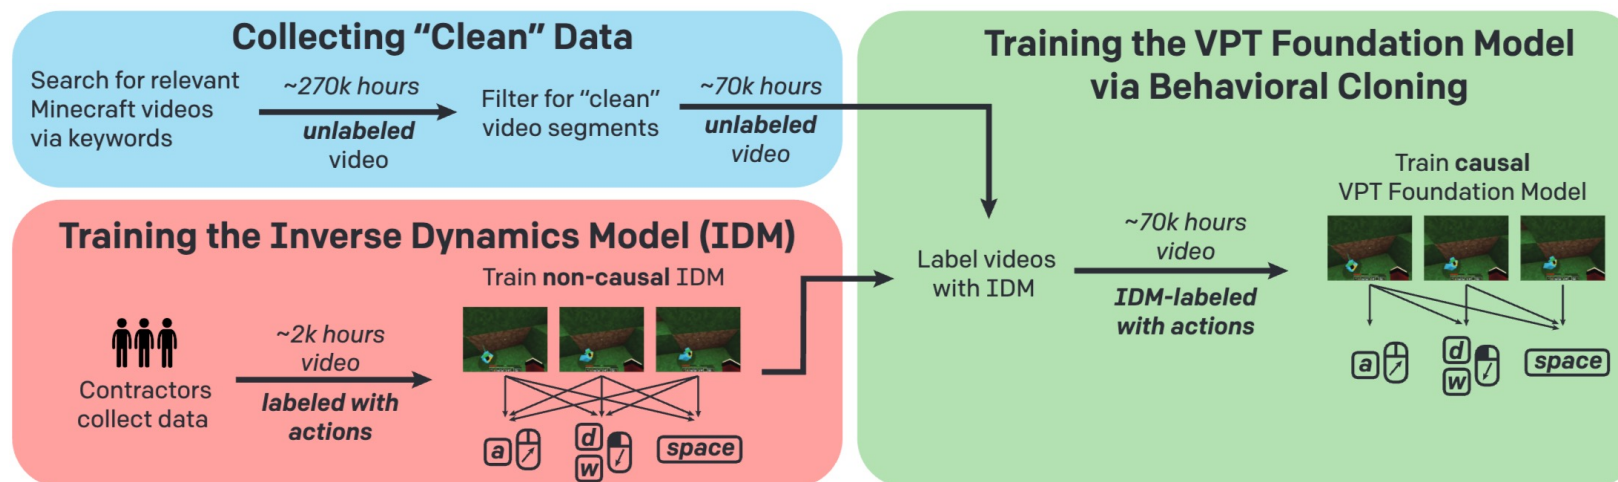 Collecting “Clean” Data
Search for relevant
Minecraft videos
via keywords
~270k hours
unlabeled
video
Filter for “clean”
video segments
~70k hours
unlabeled
video
Training the Inverse Dynamics Model (IDM)
Contractors
collect data
~2k hours
video
labeled with
actions
Train non-causal IDM
a
d
w
space
Training the VPT Foundation Model
via Behavioral Cloning
Label videos
with IDM
~70k hours
video
IDM-labeled
with actions
Train causal
VPT Foundation Model
a
d
w
space